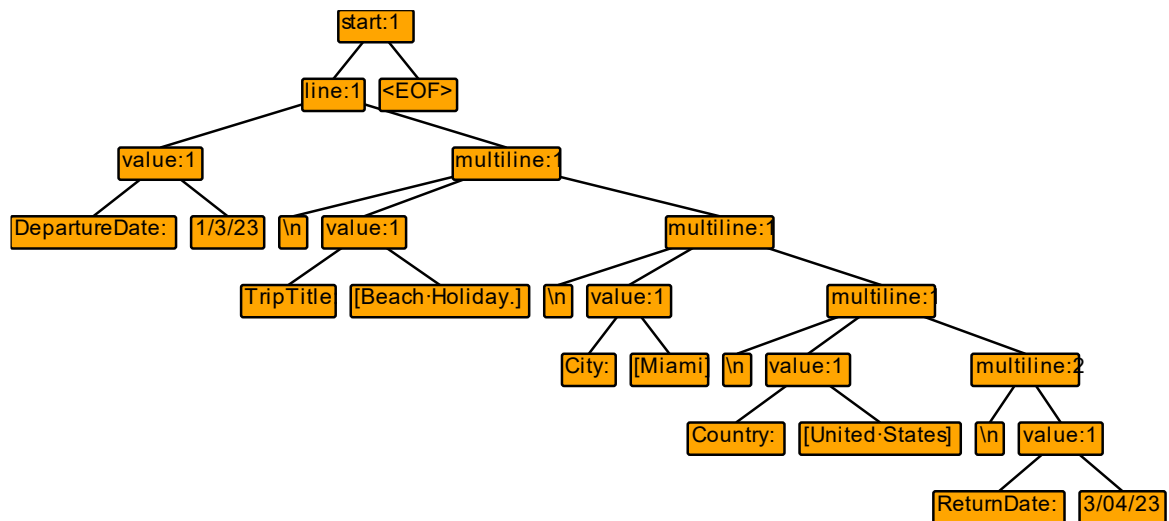 start:1
line:1 <EOF>
value:1 multiline:1
DepartureDate: 1/3/23 \n value:1 multiline:1
TripTitle [Beach·Holiday.] \n value:1 multiline:1
City: [Miami] \n value:1 multiline:2
Country: [United·States] \n value:1
ReturnDate: 3/04/23